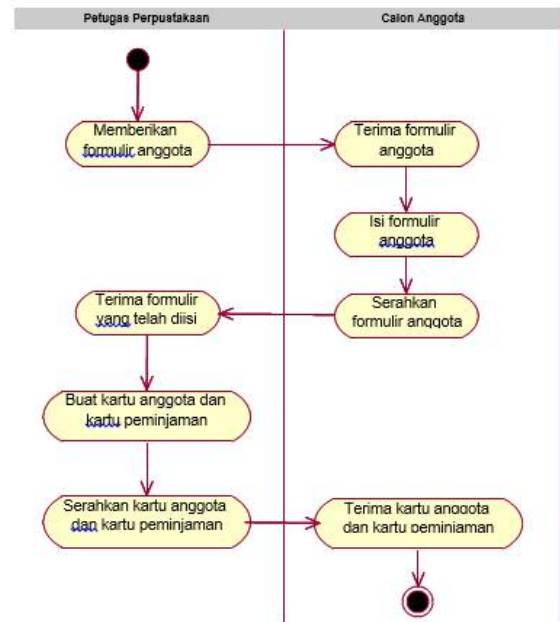 Petugas Perpustakaan
Calon Anggota
Memberikan
formulir anggota
Terima formulir
anggota
Isi formulir
anggota
Serahkan
formulir anggota
Terima formulir
yang telah diisi
Buat kartu anggota dan
kartu peminjaman
Serahkan kartu anggota
dan kartu peminjaman
Terima kartu anggota
dan kartu peminjaman